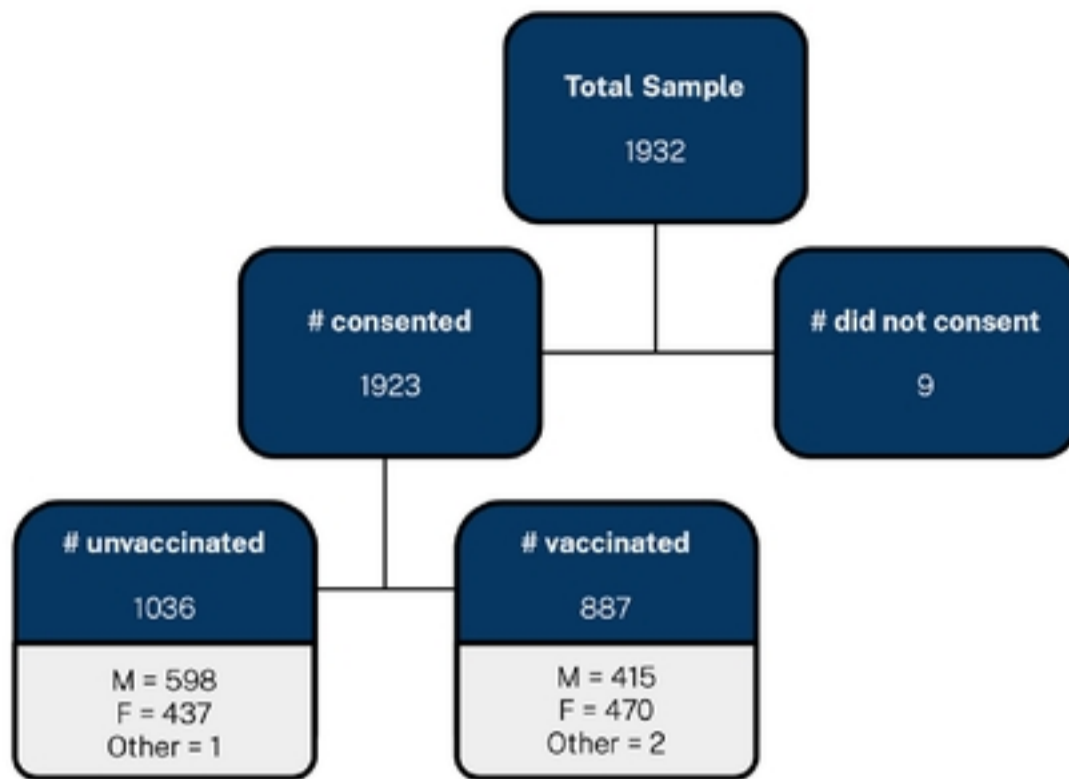 Total Sample
1932
# consented
1923
# did not consent
9
# unvaccinated
1036
M = 598
F = 437
Other = 1
# vaccinated
887
M = 415
F = 470
Other = 2